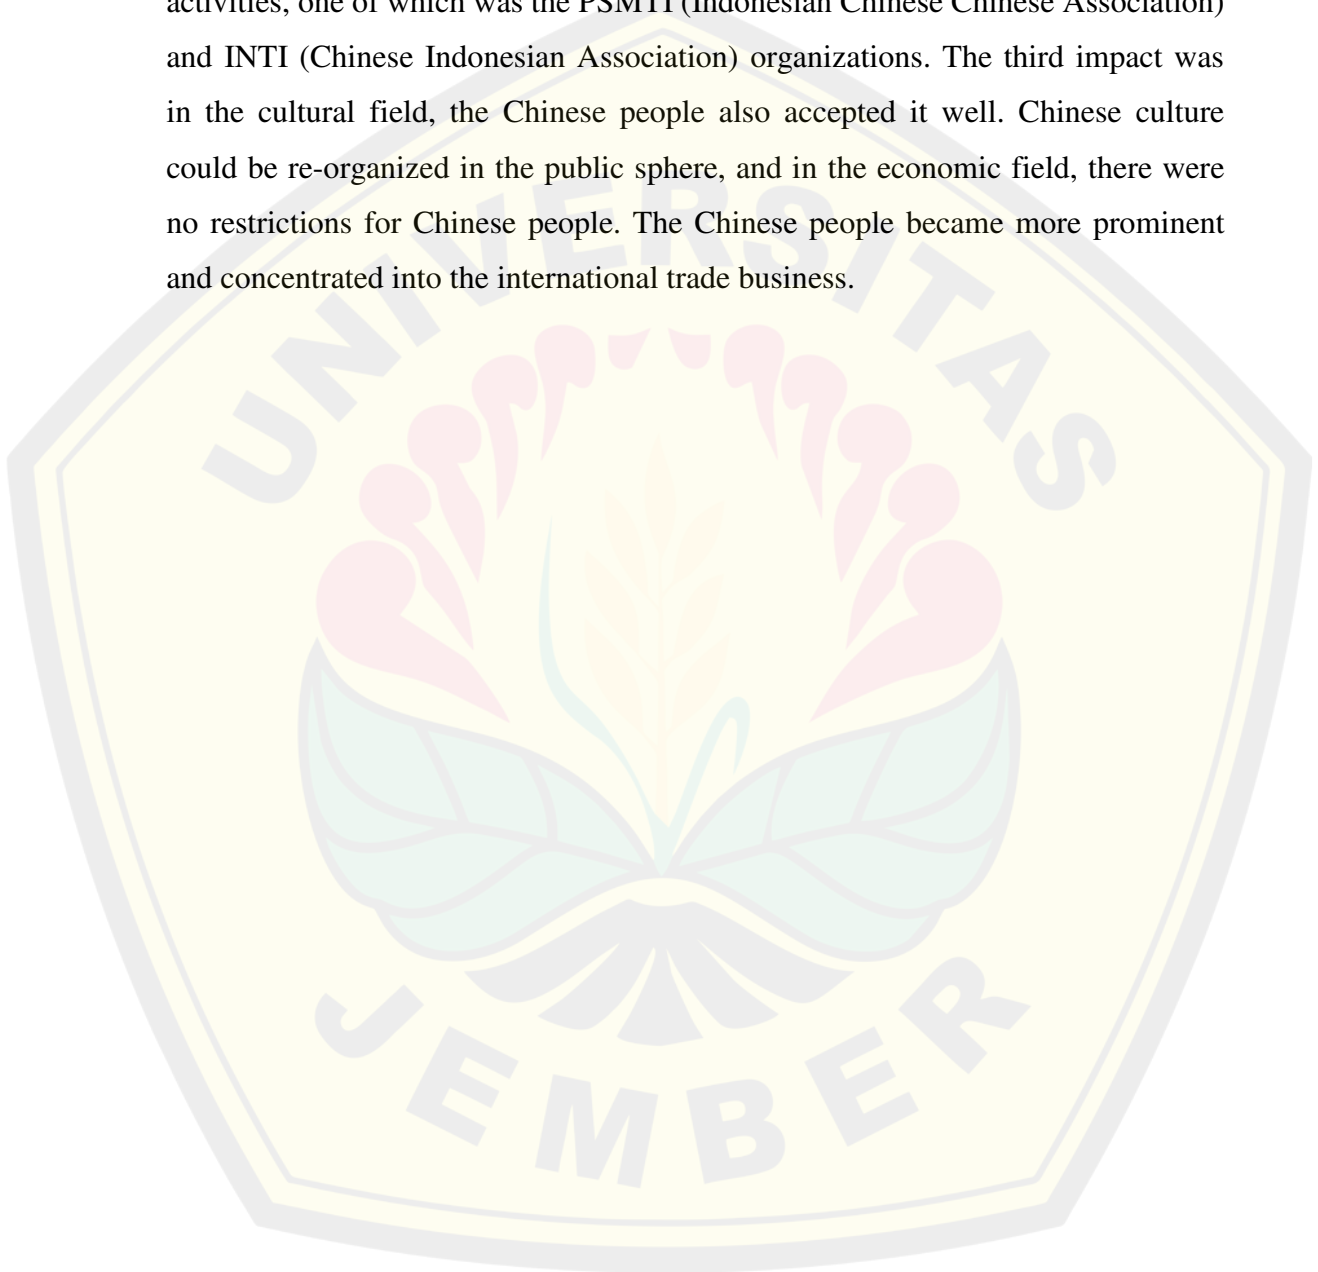 activities, one of which was the PSMTI (Indonesian Chinese Chinese Association)
and INTI (Chinese Indonesian Association) organizations. The third impact was
in the cultural field, the Chinese people also accepted it well. Chinese culture
could be re-organized in the public sphere, and in the economic field, there were
no restrictions for Chinese people. The Chinese people became more prominent
and concentrated into the international trade business.
UNIVERSITAS
JEMBER